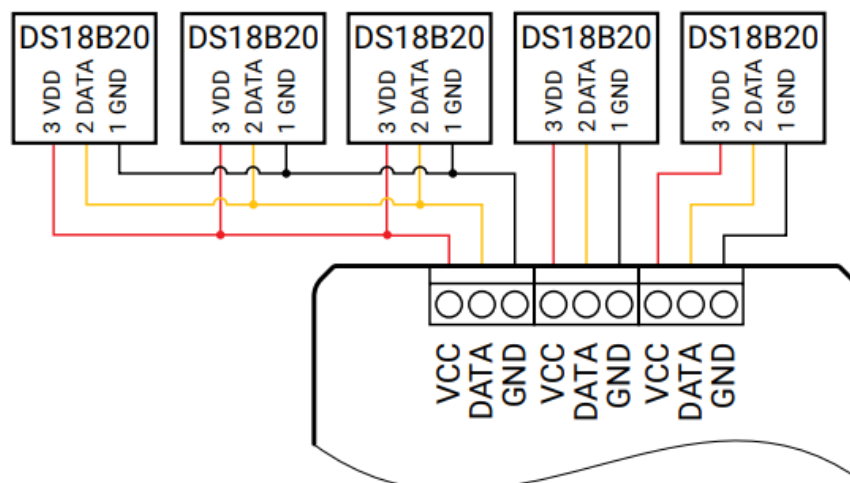 DS18B20
3 VDD
2 DATA
1 GND
DS18B20
3 VDD
2 DATA
1 GND
DS18B20
3 VDD
2 DATA
1 GND
DS18B20
3 VDD
2 DATA
1 GND
DS18B20
3 VDD
2 DATA
1 GND
VCC
DATA
GND
VCC
DATA
GND
VCC
DATA
GND